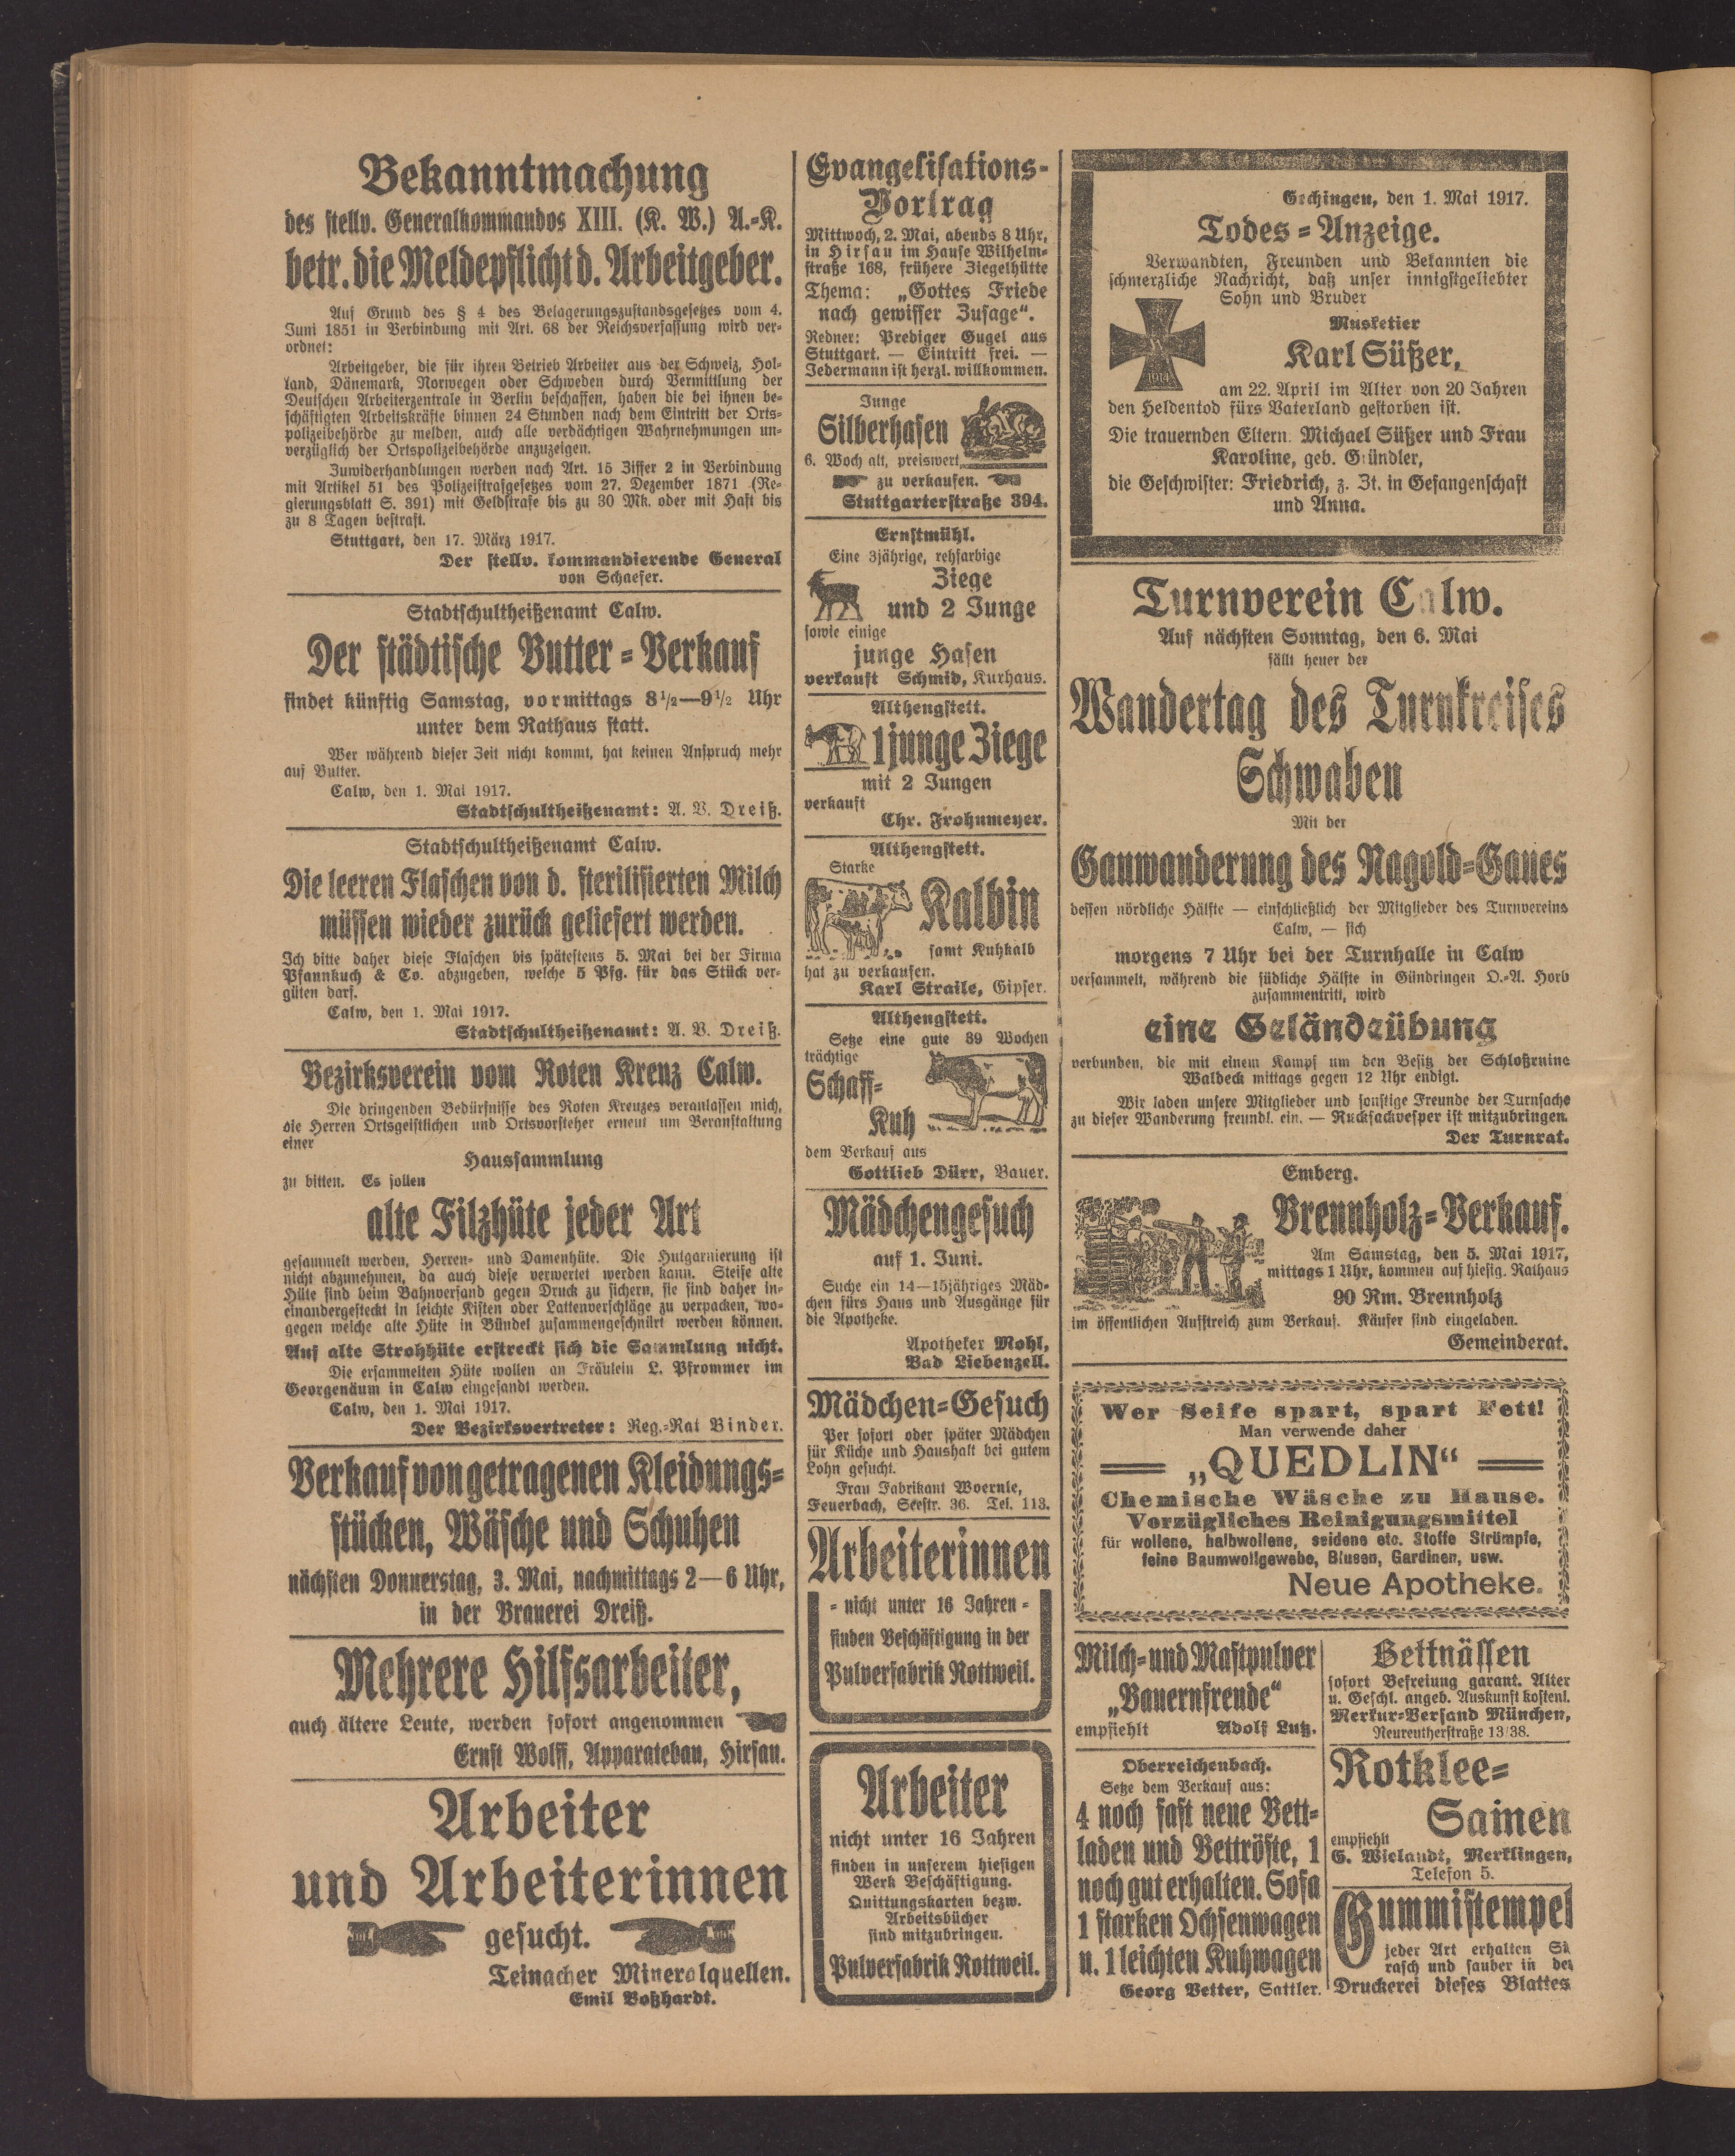 Bekanntmachung
des stellv. Generalkommandos XIII. (K. W.) A.-K.
betr. die Meldepflicht d. Arbeitgeber.
Auf Grund des § 4 des Belagerungszustandsgesetzes vom 4.
Juni 1851 in Verbindung mit Art. 68 der Reichsverfassung wird ver-
ordnet:
Arbeitgeber, die für ihren Betrieb Arbeiter aus der Schweiz, Hol-
land, Dänemark, Norwegen oder Schweden durch Vermittlung der
Deutschen Arbeiterzentrale in Berlin beschaffen, haben die bei ihnen be-
schäftigten Arbeitskräfte binnen 24 Stunden nach dem Eintritt der Orts-
polizeibehörde zu melden, auch alle verdächtigen Wahrnehmungen un-
verzüglich der Ortspolizeibehörde anzuzeigen.
Zuwiderhandlungen werden nach Art. 15 Ziffer 2 in Verbindung
mit Artikel 51 des Polizeistrafgesetzes vom 27. Dezember 1871 (Re-
gierungsblatt S. 391) mit Geldstrafe bis zu 30 Mk. oder mit Haft bis
zu 8 Tagen bestraft.
Stuttgart, den 17. März 1917.
Der stellv. kommandierende General
von Schaefer.
Stadtschultheißenamt Calw.
Der städtische Butter-Verkauf
findet künftig Samstag, vormittags 8½—9½ Uhr
unter dem Rathaus statt.
Wer während dieser Zeit nicht kommt, hat keinen Anspruch mehr
auf Butter.
Calw, den 1. Mai 1917.
Stadtschultheißenamt: A. V. Dreiß.
Stadtschultheißenamt Calw.
Die leeren Flaschen von d. sterilisierten Milch
müssen wieder zurück geliefert werden.
Ich bitte daher diese Flaschen bis spätestens 5. Mai bei der Firma
Pfannkuch & Co. abzugeben, welche 5 Pfg. für das Stück ver-
güten darf.
Calw, den 1. Mai 1917.
Stadtschultheißenamt: A. V. Dreiß.
Bezirksverein vom Roten Kreuz Calw.
Die dringenden Bedürfnisse des Roten Kreuzes veranlassen mich,
die Herren Ortsgeistlichen und Ortsvorsteher erneut um Veranstaltung
einer
Haussammlung
zu bitten. Es sollen
alte Filzhüte jeder Art
gesammelt werden, Herren- und Damenhüte. Die Hutgarnierung ist
nicht abzunehmen, da auch diese verwertet werden kann. Steife alte
Hüte sind beim Bahnversand gegen Druck zu sichern, sie sind daher in-
einandergesteckt in leichte Kisten oder Lattenverschläge zu verpacken, wo-
gegen welche alte Hüte in Bündel zusammengeschnürt werden können.
Auf alte Strohhüte erstreckt sich die Sammlung nicht.
Die ersammelten Hüte wollen an Fräulein L. Pfrommer im
Georgenäum in Calw eingesandt werden.
Calw, den 1. Mai 1917.
Der Bezirksvertreter: Reg.-Rat Binder.
Verkauf von getragenen Kleidungs-
stücken, Wäsche und Schuhen
nächsten Donnerstag, 3. Mai, nachmittags 2—6 Uhr,
in der Brauerei Dreiß.
Mehrere Hilfsarbeiter,
auch ältere Leute, werden sofort angenommen
Ernst Wolff, Apparatebau, Hirsau.
Arbeiter
und Arbeiterinnen
gesucht.
Teinacher Mineralquellen.
Emil Boßhardt.
Evangelisations-
Vortrag
Mittwoch, 2. Mai, abends 8 Uhr,
in Hirsau im Hause Wilhelm-
straße 168, frühere Ziegelhütte
Thema: „Gottes Friede
nach gewisser Zusage“.
Redner: Prediger Gugel aus
Stuttgart. — Eintritt frei. —
Jedermann ist herzl. willkommen.
Junge
Silberhasen
6. Woch alt, preiswert
zu verkaufen.
Stuttgarterstraße 394.
Ernstmühl.
Eine 3jährige, rehfarbige
Ziege
und 2 Junge
sowie einige
junge Hasen
verkauft Schmid, Kurhaus.
Althengstett.
1 junge Ziege
mit 2 Jungen
verkauft
Chr. Frohnmeyer.
Althengstett.
Starke
Kalbin
samt Kuhkalb
hat zu verkaufen.
Karl Straile, Gipser.
Althengstett.
Setze eine gute 39 Wochen
trächtige
Schaff-
Kuh
dem Verkauf aus
Gottlieb Dürr, Bauer.
Mädchengesuch
auf 1. Juni.
Suche ein 14—15jähriges Mäd-
chen fürs Haus und Ausgänge für
die Apotheke.
Apotheker Mohl,
Bad Liebenzell.
Mädchen-Gesuch
Per sofort oder später Mädchen
für Küche und Haushalt bei gutem
Lohn gesucht.
Frau Fabrikant Woernle,
Feuerbach, Seestr. 36. Tel. 113.
Arbeiterinnen
- nicht unter 16 Jahren -
finden Beschäftigung in der
Pulverfabrik Rottweil.
Arbeiter
nicht unter 16 Jahren
finden in unserem hiesigen
Werk Beschäftigung.
Quittungskarten bezw.
Arbeitsbücher
sind mitzubringen.
Pulverfabrik Rottweil.
Gechingen, den 1. Mai 1917.
Todes-Anzeige.
Verwandten, Freunden und Bekannten die
schmerzliche Nachricht, daß unser innigstgeliebter
Sohn und Bruder
Musketier
Karl Süßer,
1914
am 22. April im Alter von 20 Jahren
den Heldentod fürs Vaterland gestorben ist.
Die trauernden Eltern: Michael Süßer und Frau
Karoline, geb. Gründler,
die Geschwister: Friedrich, z. Zt. in Gefangenschaft
und Anna.
Turnverein Calw.
Auf nächsten Sonntag, den 6. Mai
fällt heuer der
Wandertag des Turnkreises
Schwaben
Mit der
Gauwanderung des Nagold-Gaues
dessen nördliche Hälfte — einschließlich der Mitglieder des Turnvereins
Calw, — sich
morgens 7 Uhr bei der Turnhalle in Calw
versammelt, während die südliche Hälfte in Gündringen O.-A. Horb
zusammentritt, wird
eine Geländeübung
verbunden, die mit einem Kampf um den Besitz der Schloßruine
Waldeck mittags gegen 12 Uhr endigt.
Wir laden unsere Mitglieder und sonstige Freunde der Turnsache
zu dieser Wanderung freundl. ein. — Rucksackvesper ist mitzubringen.
Der Turnrat.
Emberg.
Brennholz-Verkauf.
Am Samstag, den 5. Mai 1917,
mittags 1 Uhr, kommen auf hiesig. Rathaus
90 Rm. Brennholz
im öffentlichen Aufstreich zum Verkauf. Käufer sind eingeladen.
Gemeinderat.
Wer Seife spart, spart Fett!
Man verwende daher
„QUEDLIN“
Chemische Wäsche zu Hause.
Vorzügliches Reinigungsmittel
für wollene, halbwollene, seidene etc. Stoffe Strümpfe,
feine Baumwollgewebe, Blusen, Gardinen, usw.
Neue Apotheke.
Milch- und Mastpulver
„Bauernfreude“
empfiehlt Adolf Lutz.
Oberreichenbach.
Setze dem Verkauf aus:
4 noch fast neue Bett-
laden und Bettröste, 1
noch gut erhalten. Sofa
1 starken Ochsenwagen
u. 1 leichten Kuhwagen
Georg Vetter, Sattler.
Bettnässen
sofort Befreiung garant. Alter
u. Geschl. angeb. Auskunft kostenl.
Merkur-Versand München,
Neureutherstraße 13/38.
Rotklee-
Samen
empfiehlt
G. Wielandt, Merklingen,
Telefon 5.
Gummistempel
jeder Art erhalten Si
rasch und sauber in der
Druckerei dieses Blattes